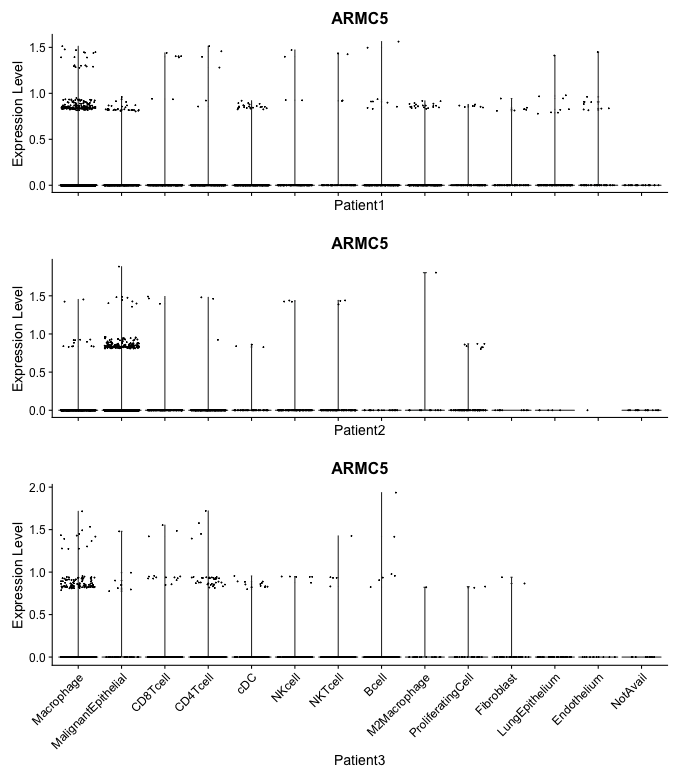 ARMC5
Expression Level
1.5
1.0
0.5
0.0
Patient1
ARMC5
Expression Level
1.5
1.0
0.5
0.0
Patient2
ARMC5
Expression Level
2.0
1.5
1.0
0.5
0.0
Macrophage
MalignantEpithelial
CD8Tcell
CD4Tcell
cDC
NKcell
NKTcell
Bcell
M2Macrophage
ProliferatingCell
Fibroblast
LungEpithelium
Endothelium
NotAvail
Patient3